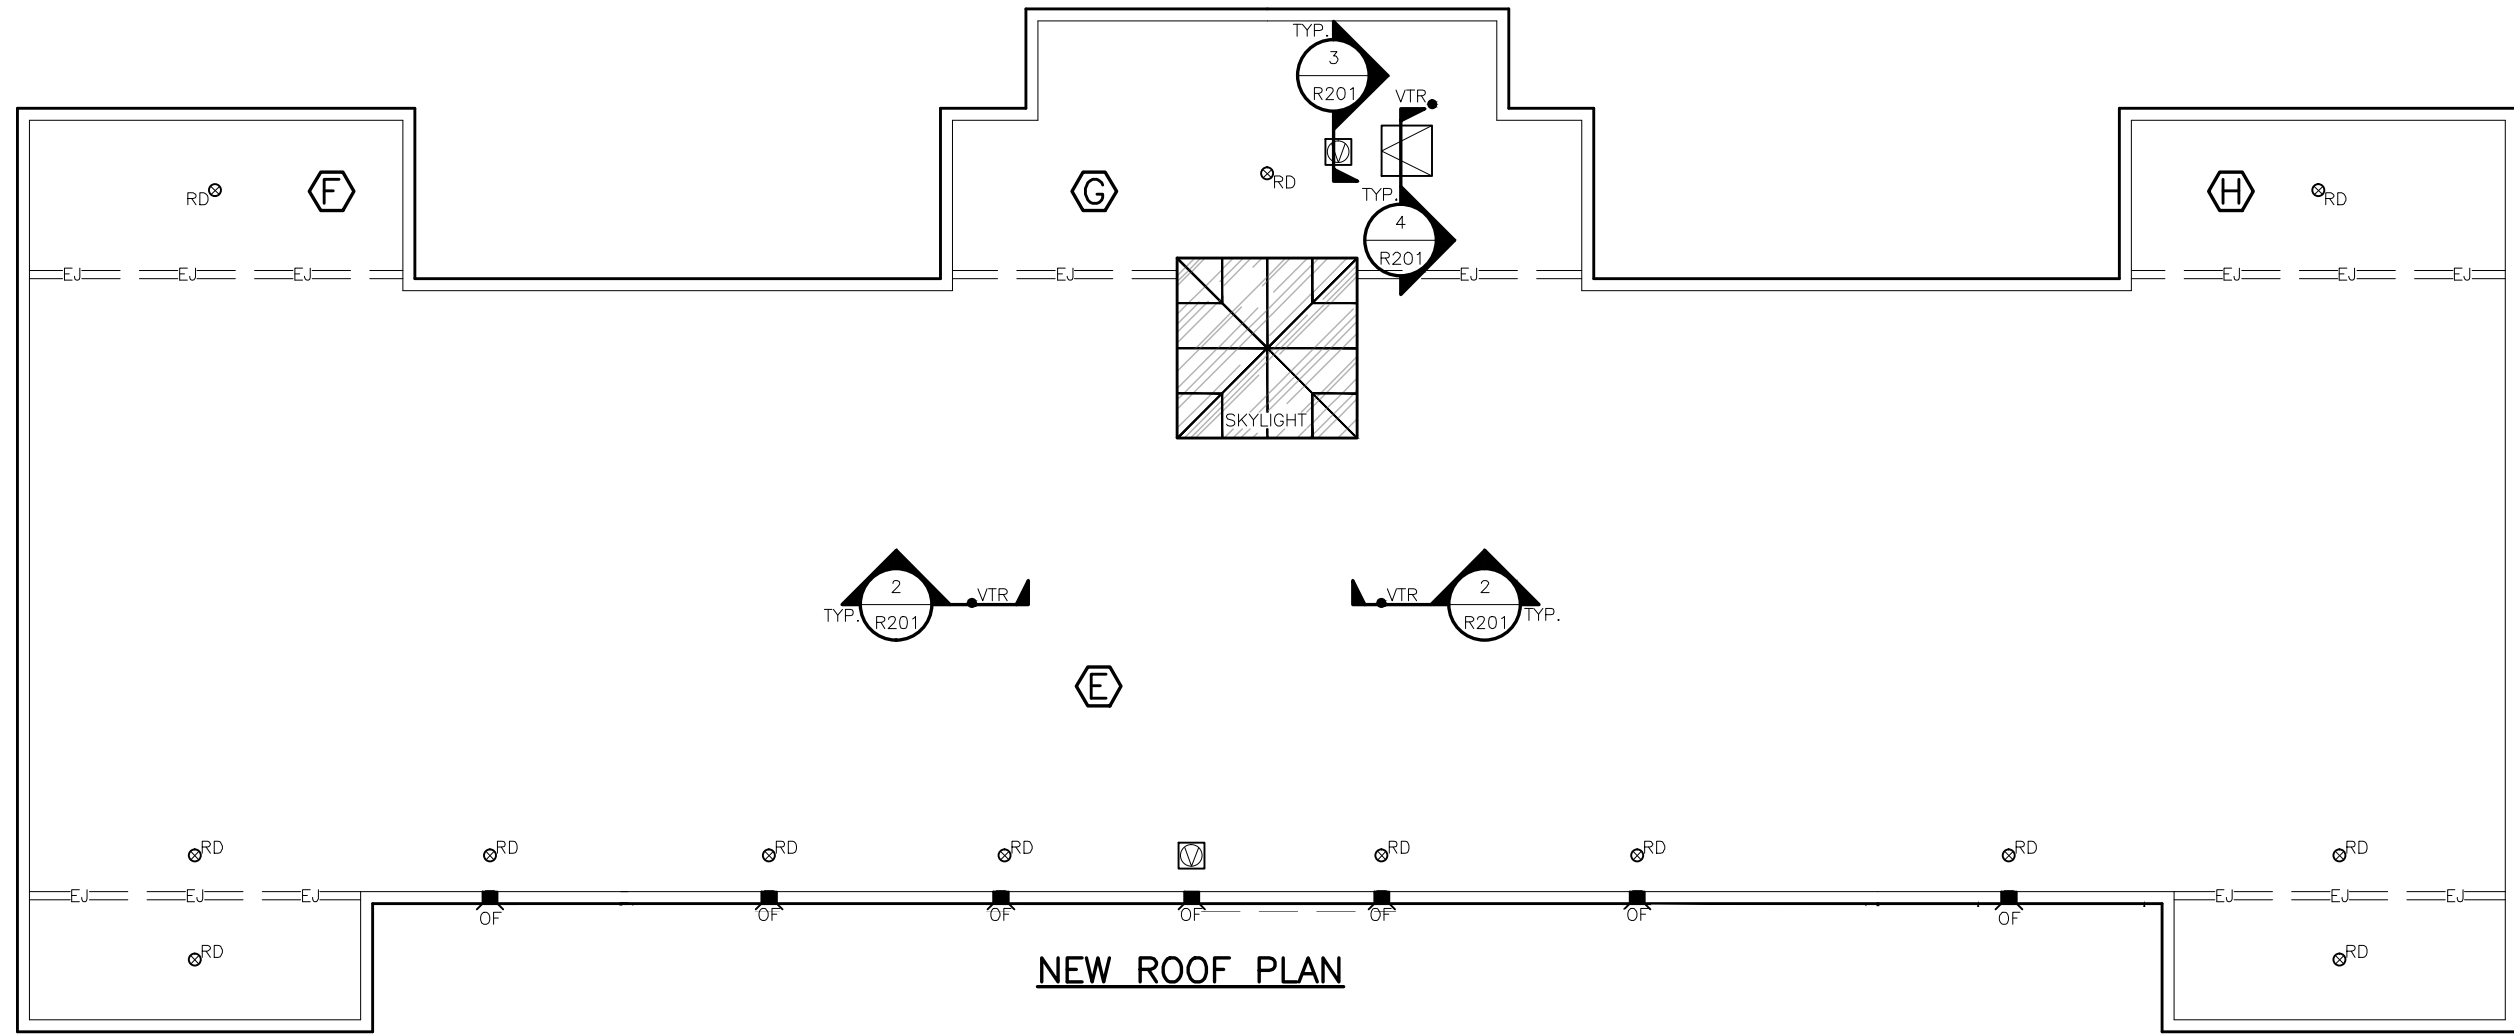 TYP.
3
R201
VTR
RD
F
G
RD
TYP.
H
RD
4
R201
EJ
EJ
EJ
EJ
EJ
EJ
EJ
EJ
SKYLIGHT
2
R201
TYP.
VTR
VTR
2
R201
TYP.
E
RD
RD
RD
RD
V
RD
RD
RD
RD
EJ
EJ
EJ
EJ
EJ
EJ
OF
OF
OF
OF
OF
OF
OF
RD
RD
NEW ROOF PLAN
V